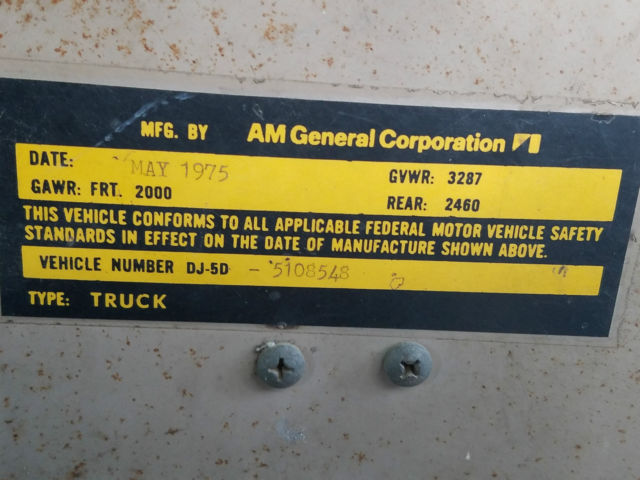 MFG. BY AM General Corporation
DATE: MAY 1975 GVWR: 3287
GAWR: FRT. 2000 REAR: 2460
THIS VEHICLE CONFORMS TO ALL APPLICABLE FEDERAL MOTOR VEHICLE SAFETY
STANDARDS IN EFFECT ON THE DATE OF MANUFACTURE SHOWN ABOVE.
VEHICLE NUMBER DJ-5D - 5108548
TYPE: TRUCK